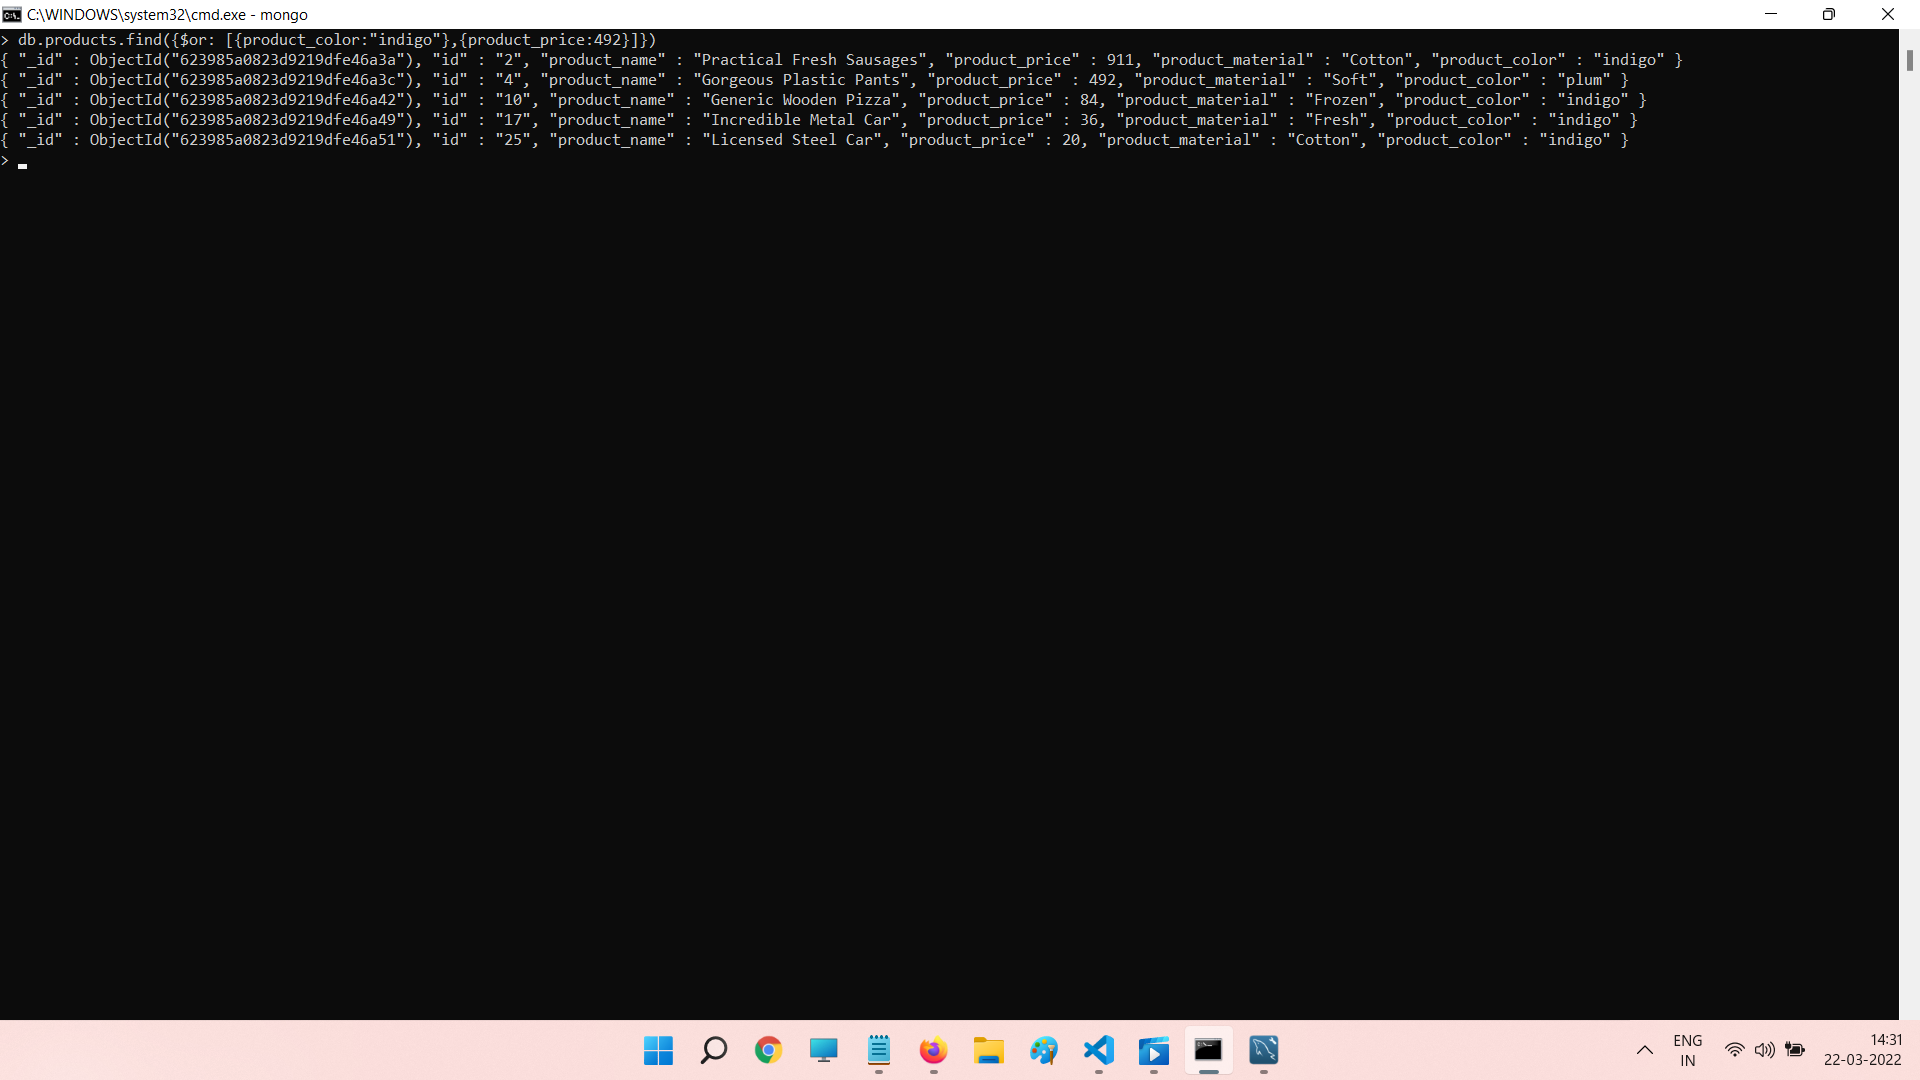 C:\WINDOWS\system32\cmd.exe - mongo
> db.products.find({$or: [{product_color:"indigo"},{product_price:492}]})
{ "_id" : ObjectId("623985a0823d9219dfe46a3a"), "id" : "2", "product_name" : "Practical Fresh Sausages", "product_price" : 911, "product_material" : "Cotton", "product_color" : "indigo" }
{ "_id" : ObjectId("623985a0823d9219dfe46a3c"), "id" : "4", "product_name" : "Gorgeous Plastic Pants", "product_price" : 492, "product_material" : "Soft", "product_color" : "plum" }
{ "_id" : ObjectId("623985a0823d9219dfe46a42"), "id" : "10", "product_name" : "Generic Wooden Pizza", "product_price" : 84, "product_material" : "Frozen", "product_color" : "indigo" }
{ "_id" : ObjectId("623985a0823d9219dfe46a49"), "id" : "17", "product_name" : "Incredible Metal Car", "product_price" : 36, "product_material" : "Fresh", "product_color" : "indigo" }
{ "_id" : ObjectId("623985a0823d9219dfe46a51"), "id" : "25", "product_name" : "Licensed Steel Car", "product_price" : 20, "product_material" : "Cotton", "product_color" : "indigo" }
>
ENG
IN
14:31
22-03-2022